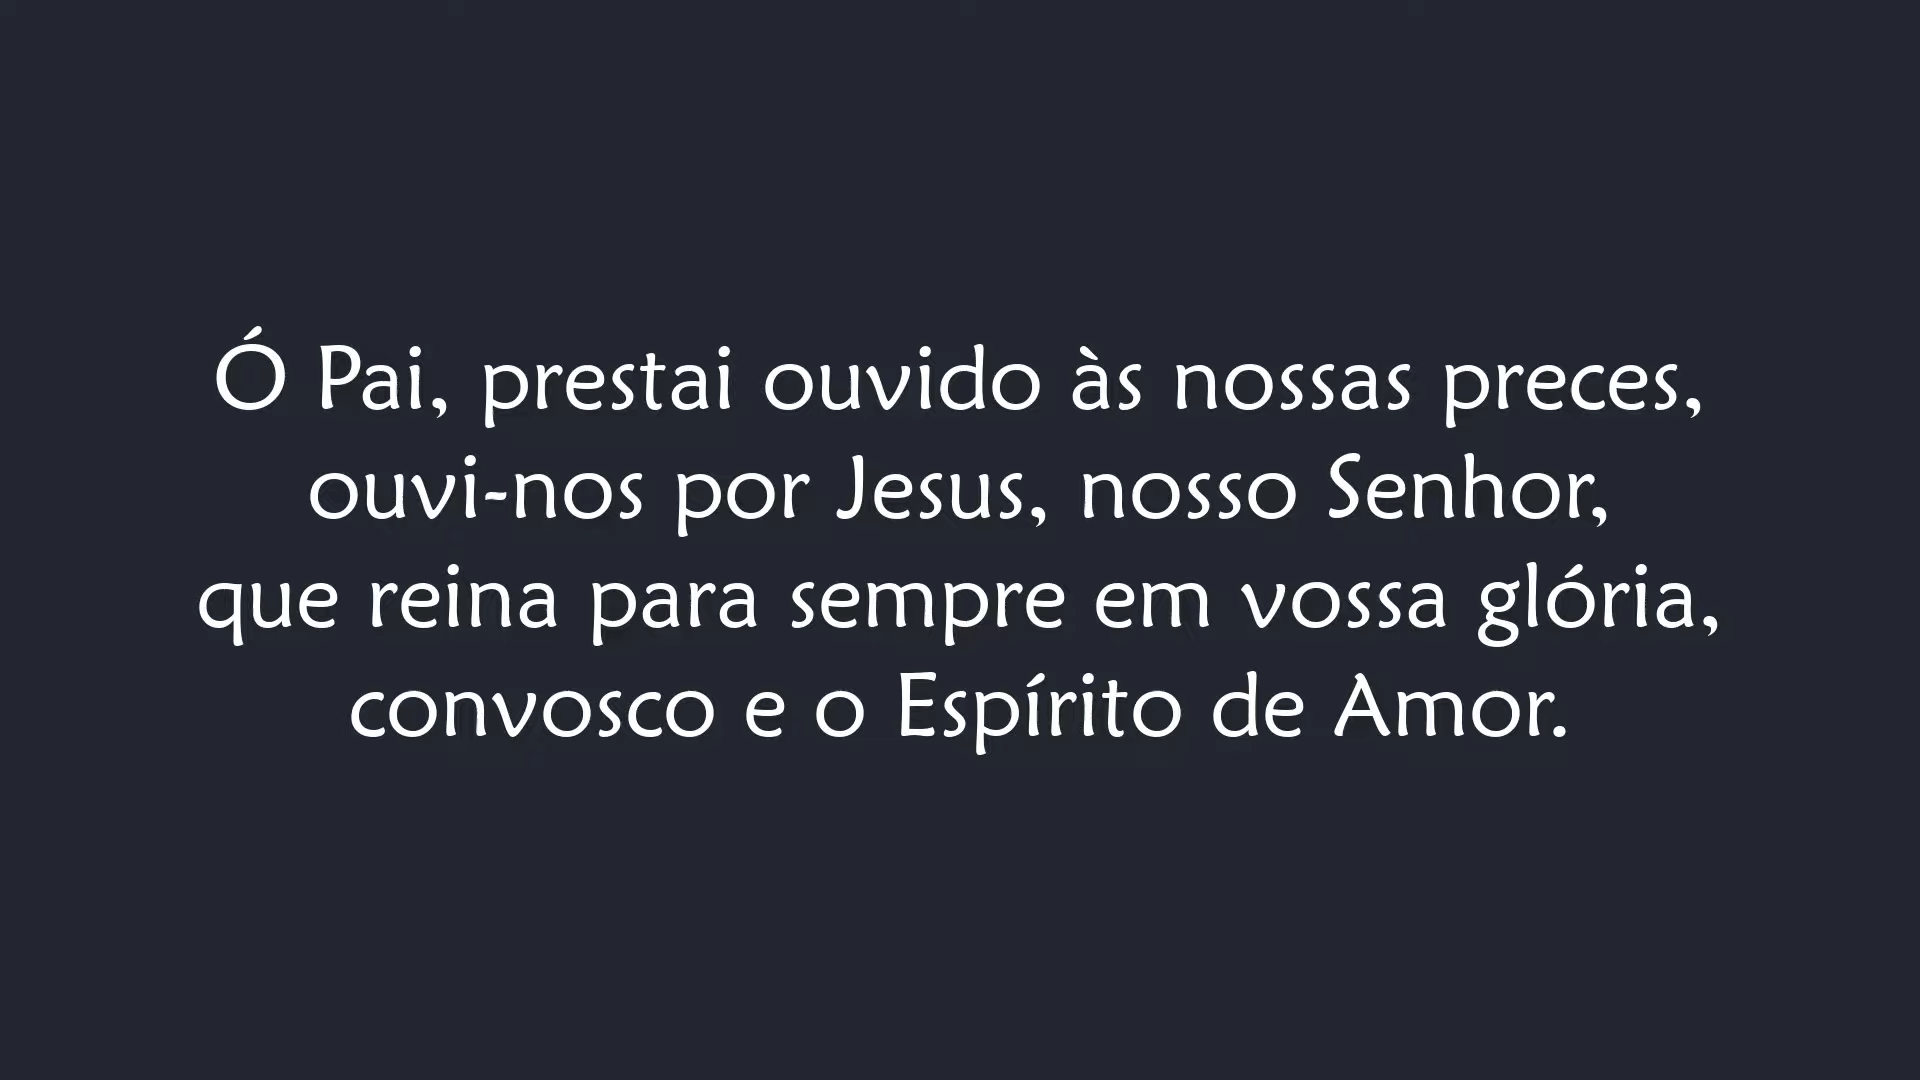 Ó Pai, prestai ouvido às nossas preces,
ouvi-nos por Jesus, nosso Senhor,
que reina para sempre em vossa glória,
convosco e o Espírito de Amor.